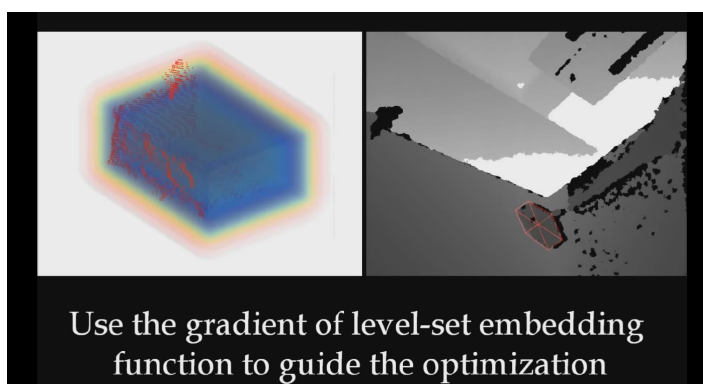 Use the gradient of level-set embedding
function to guide the optimization